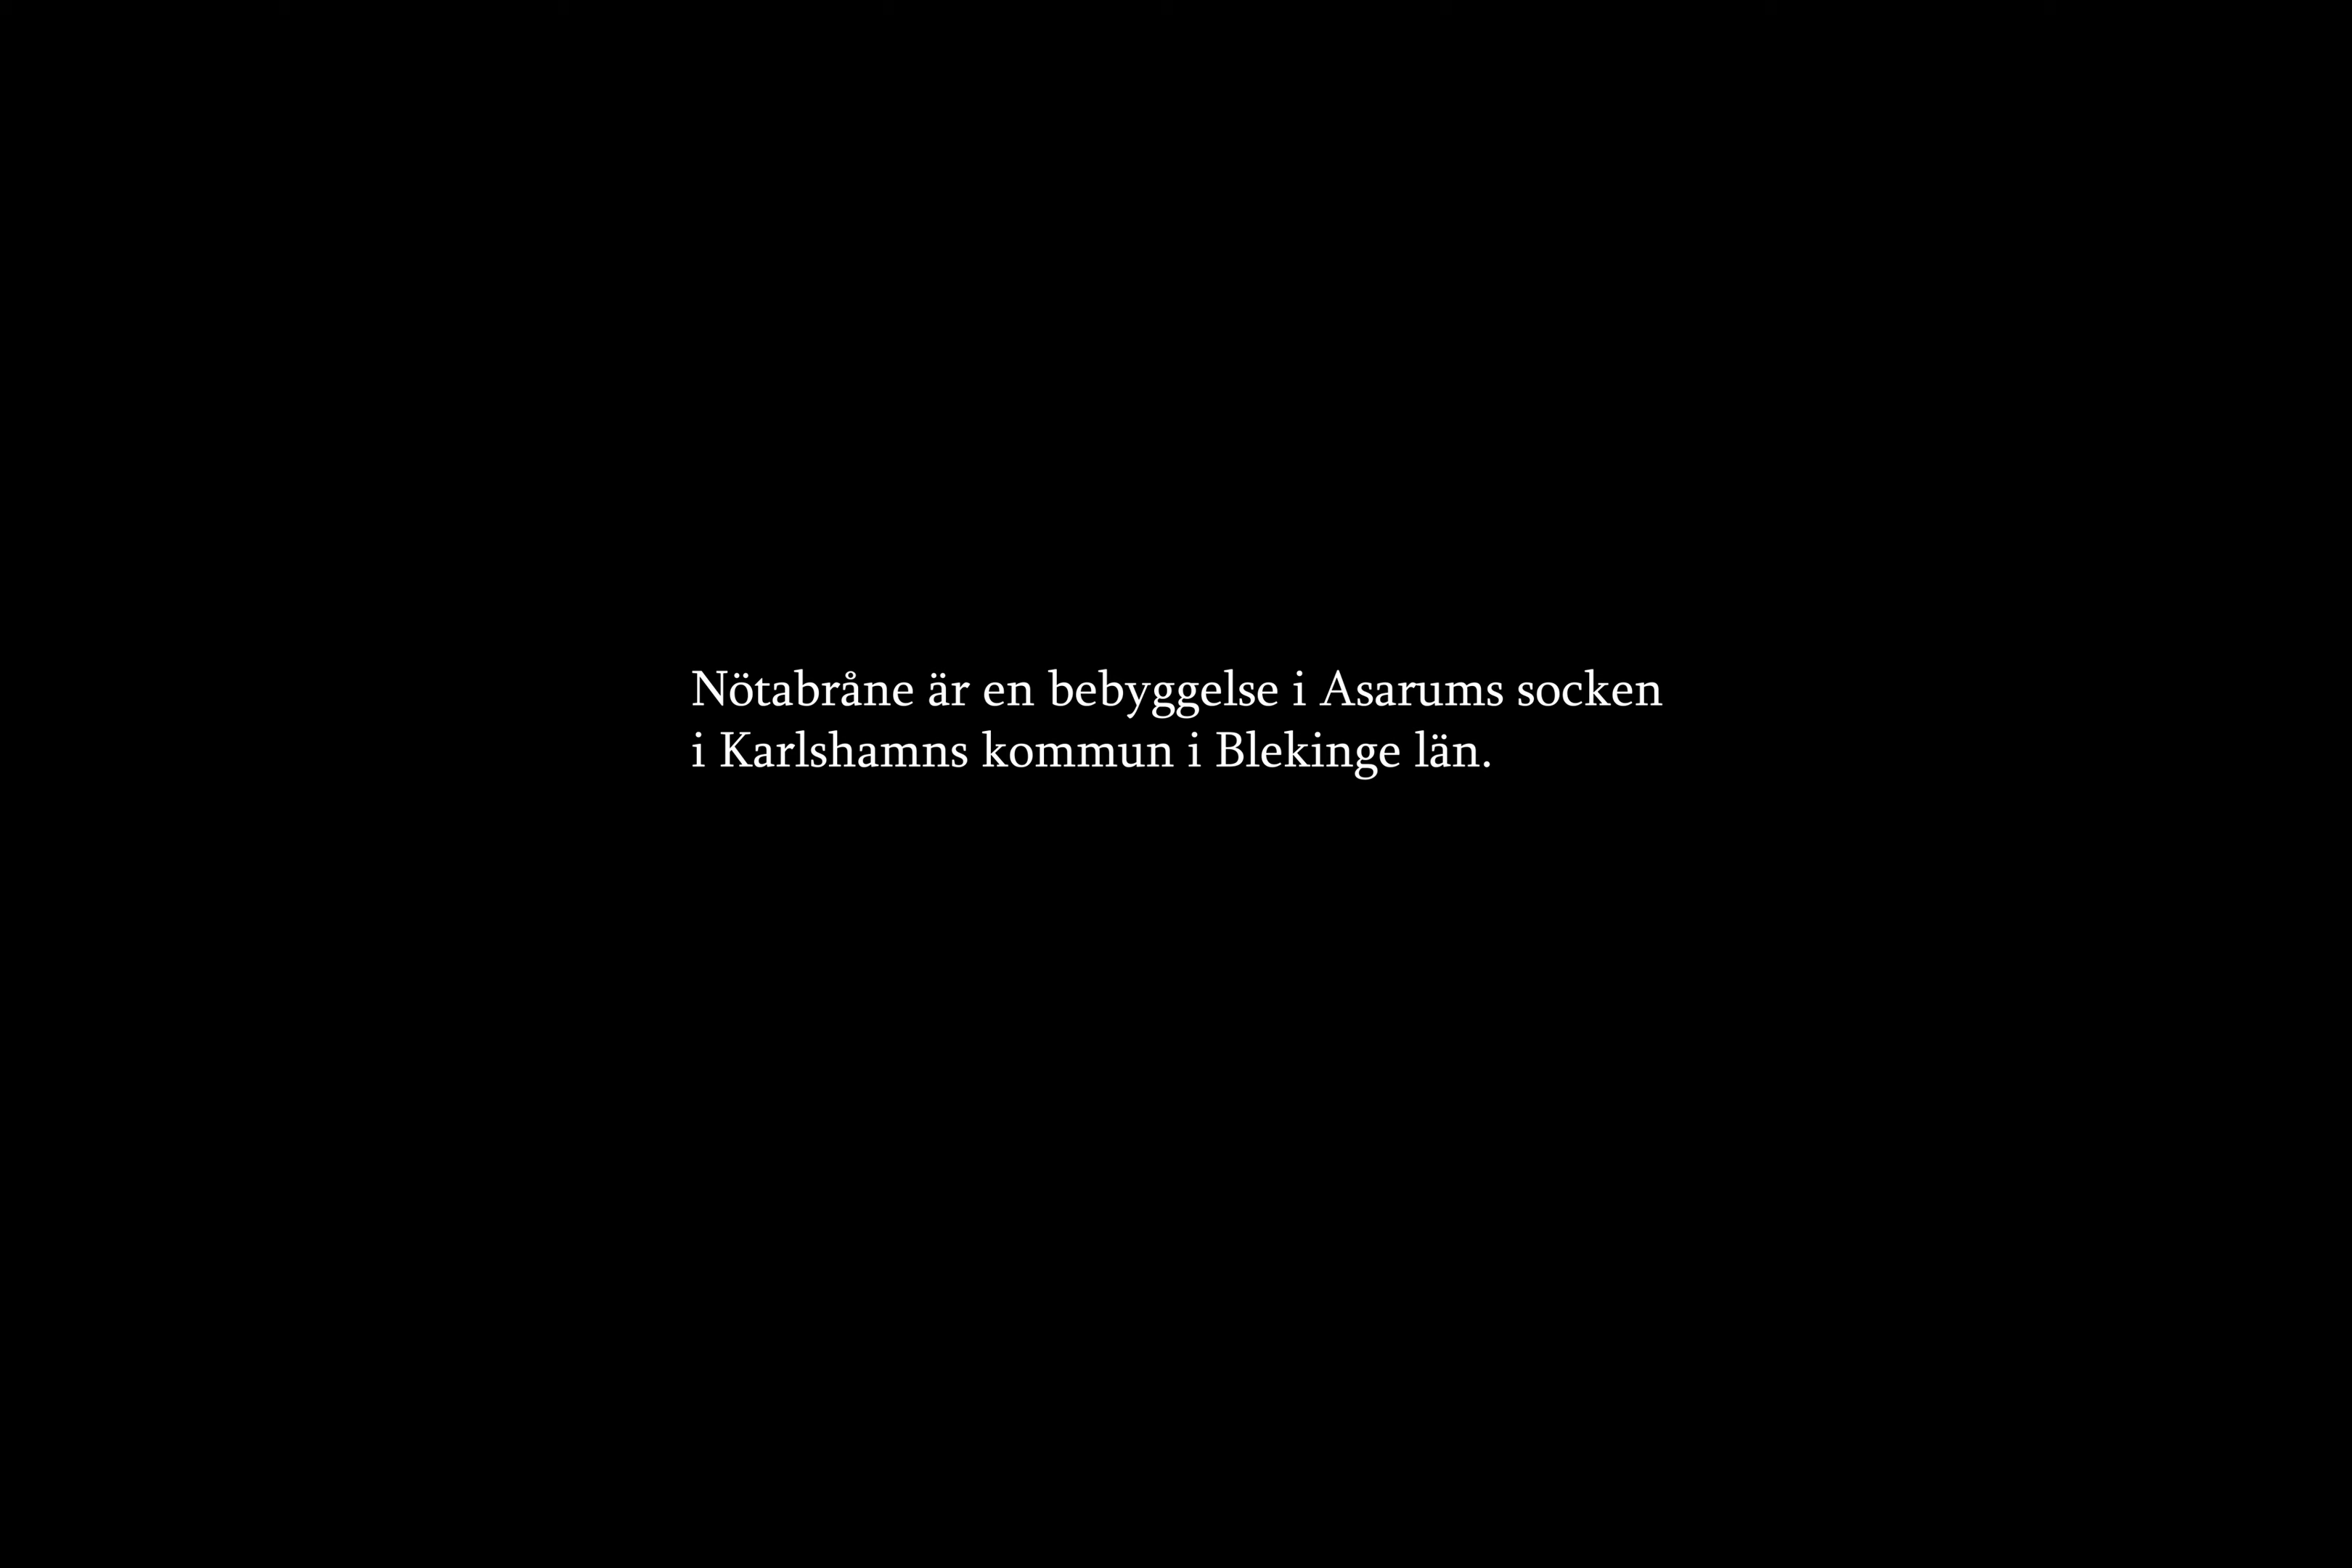 Nötabråne är en bebyggelse i Asarums socken
i Karlshamns kommun i Blekinge län.